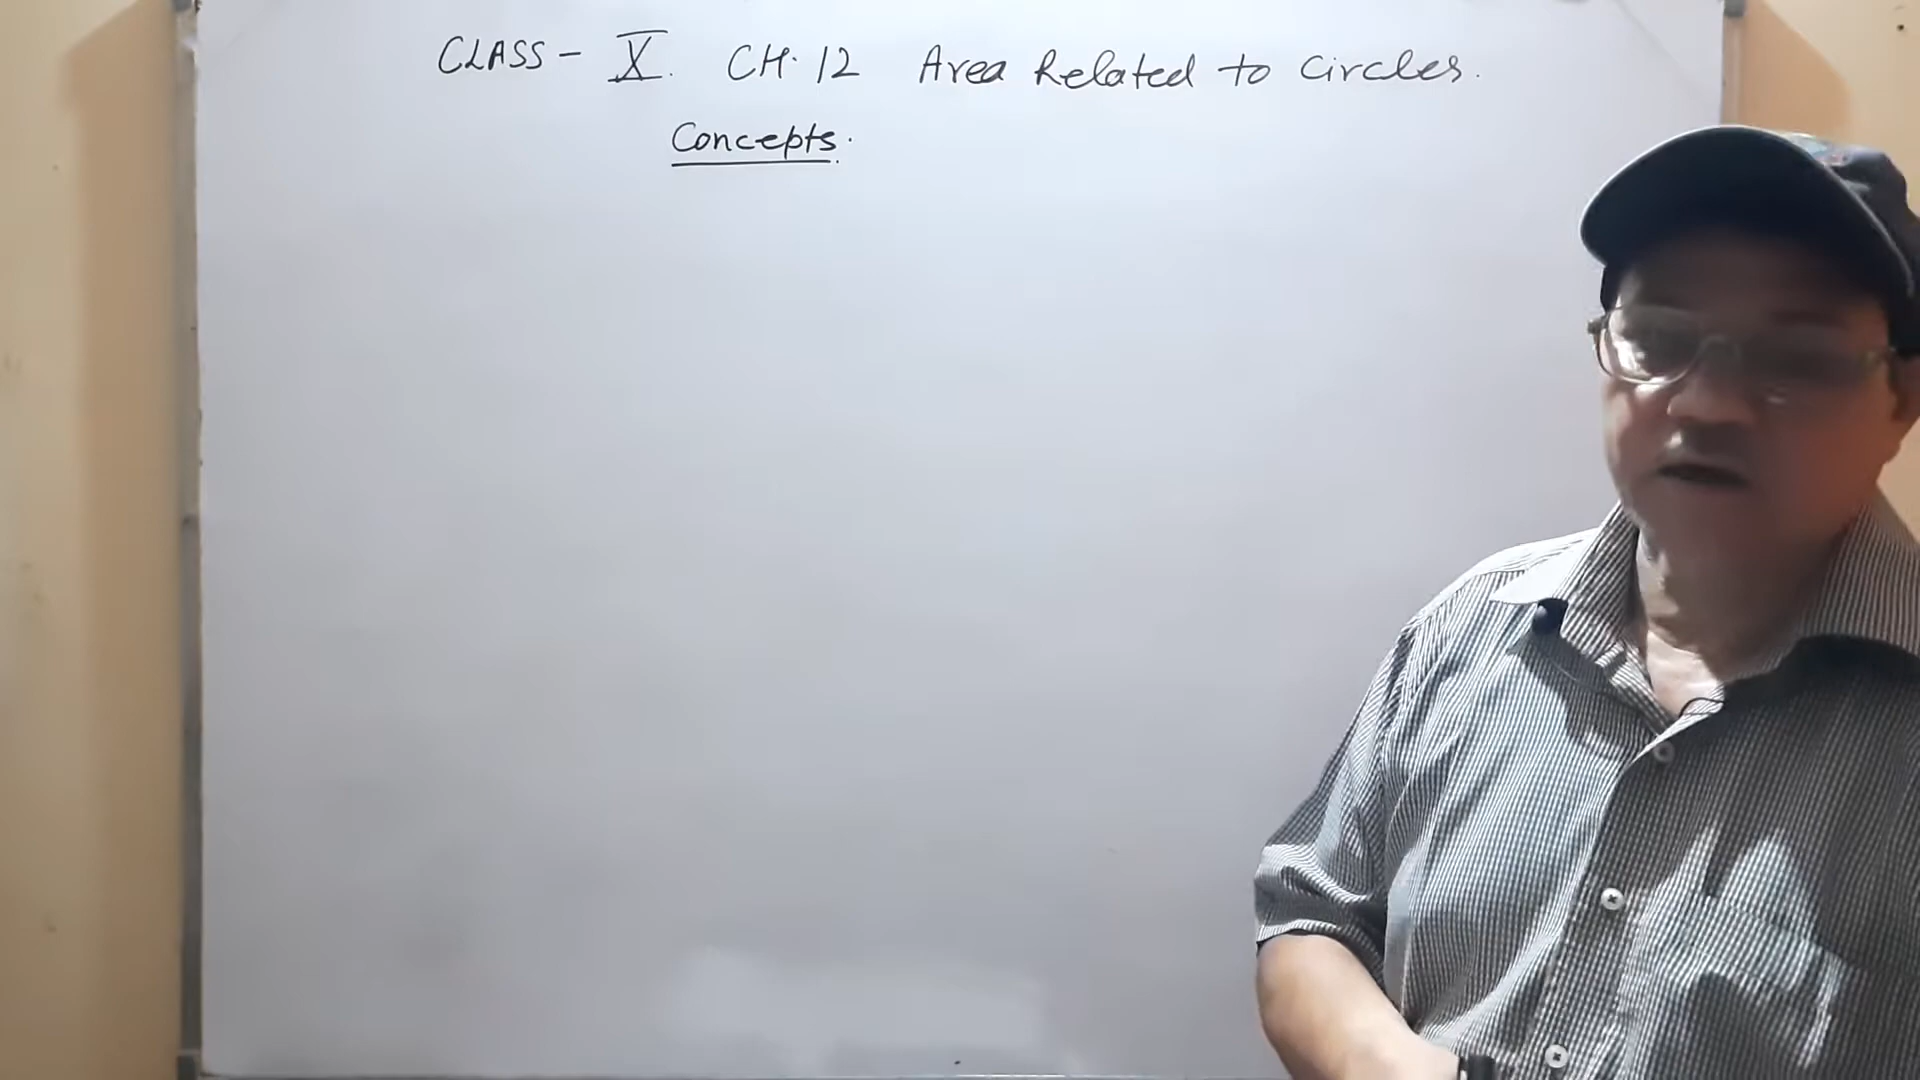 CLASS - X. CH. 12 Area Related to Circles.
Concepts.